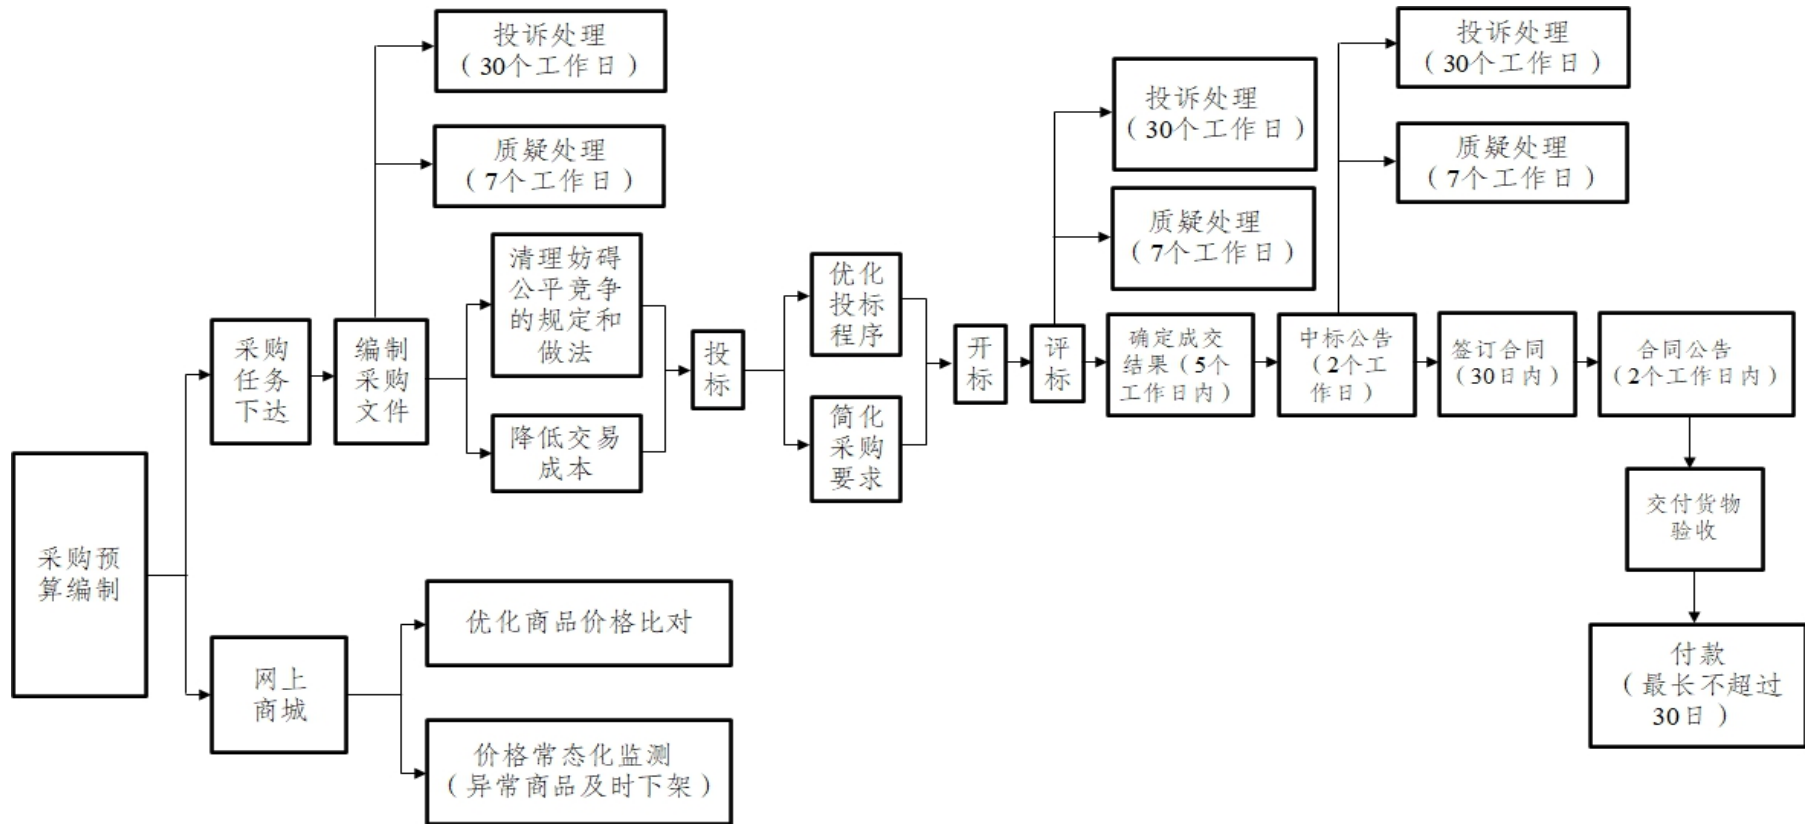 投诉处理
（30个工作日）
质疑处理
（7个工作日）
投诉处理
（30个工作日）
质疑处理
（7个工作日）
投诉处理
（30个工作日）
质疑处理
（7个工作日）
采购预
算编制
采购
任务
下达
编制
采购
文件
清理妨碍
公平竞争
的规定和
做法
降低交易
成本
投
标
优化
投标
程序
简化
采购
要求
开
标
评
标
确定成交
结果（5个
工作日内）
中标公告
（2个工
作日）
签订合同
（30日内）
合同公告
（2个工作日内）
交付货物
验收
付款
（最长不超过
30日）
网上
商城
优化商品价格比对
价格常态化监测
（异常商品及时下架）